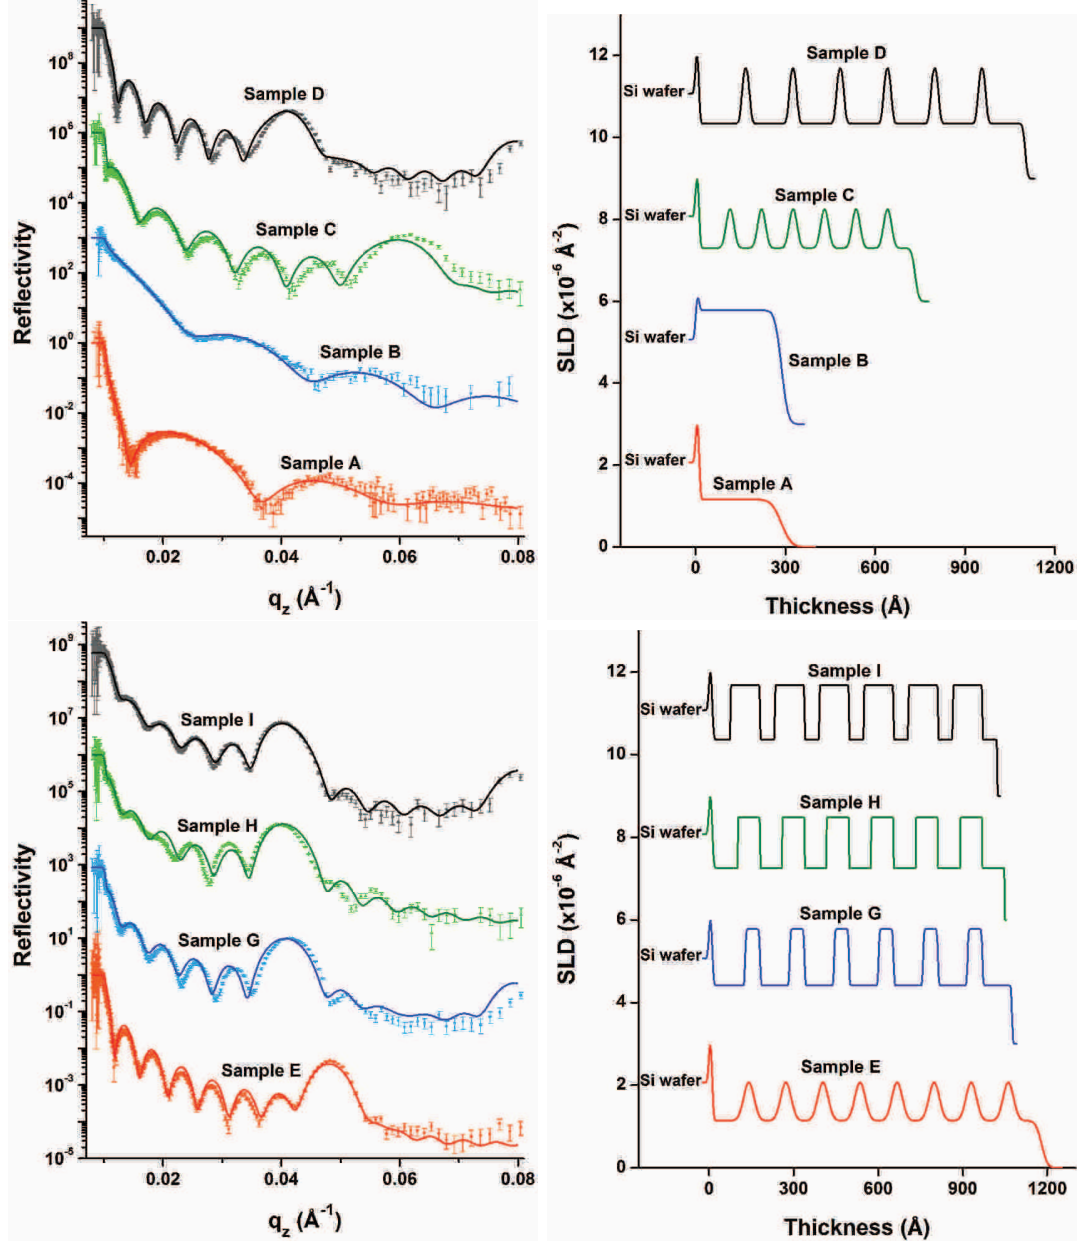 10^8
10^6
10^4
10^2
10^0
10^-2
10^-4
Reflectivity
Sample D
Sample C
Sample B
Sample A
0.02
0.04
0.06
0.08
q_z (Å^-1)
12
10
8
6
4
2
0
SLD (x10^-6 Å^-2)
Sample D
Si wafer
Sample C
Si wafer
Si wafer
Sample B
Si wafer
Sample A
0
300
600
900
1200
Thickness (Å)
10^9
10^7
10^5
10^3
10^1
10^-1
10^-3
10^-5
Reflectivity
Sample I
Sample H
Sample G
Sample E
0.02
0.04
0.06
0.08
q_z (Å^-1)
12
10
8
6
4
2
0
SLD (x10^-6 Å^-2)
Sample I
Si wafer
Sample H
Si wafer
Sample G
Si wafer
Sample E
Si wafer
0
300
600
900
1200
Thickness (Å)